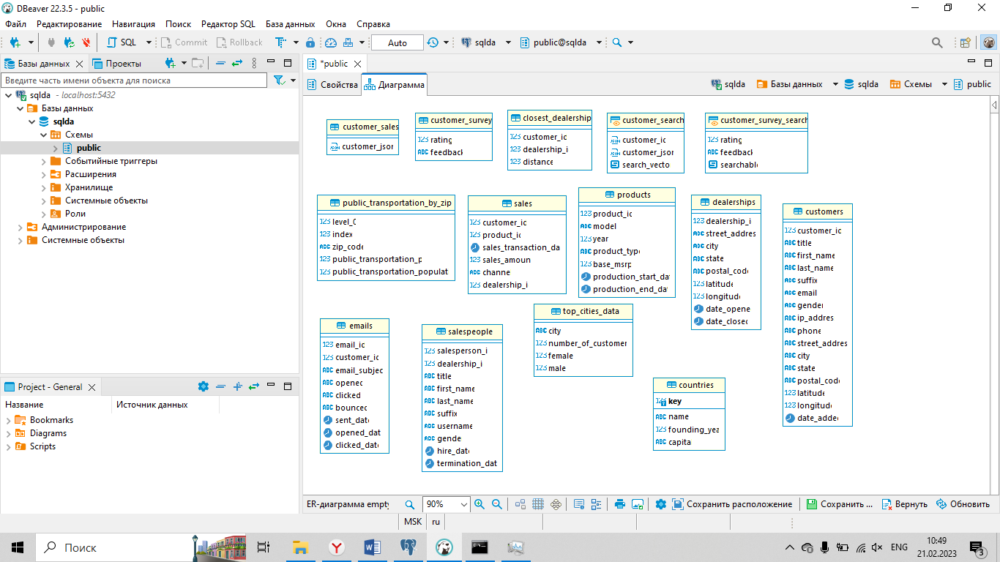 DBeaver 22.3.5 - public
Файл Редактирование Навигация Поиск Редактор SQL База данных Окна Справка
SQL Commit Rollback Auto sqlda public@sqlda
Базы данных Проекты
Введите часть имени объекта для поиска
sqlda - localhost:5432
Базы данных
sqlda
Схемы
public
Событийные триггеры
Расширения
Хранилище
Системные объекты
Роли
Администрирование
Системные объекты
Project - General
Название Источник данных
Bookmarks
Diagrams
Scripts
*public
Свойства Диаграмма sqlda Базы данных sqlda Схемы public
customer_sales
customer_jsor
customer_survey
rating
feedback
closest_dealership
customer_ic
dealership_i
distance
customer_search
customer_ic
customer_jsor
search_vecto
customer_survey_search
rating
feedback
searchable
public_transportation_by_zip
level_0
index
zip_code
public_transportation_p
public_transportation_populat
sales
customer_ic
product_ic
sales_transaction_da
sales_amoun
channe
dealership_i
products
product_ic
model
year
product_type
base_msrp
production_start_da
production_end_da
dealerships
dealership_i
street_addres
city
state
postal_code
latitude
longitude
date_opene
date_closed
customers
customer_ic
title
first_name
last_name
suffix
email
gender
ip_addres
phone
street_address
city
state
postal_code
latitude
longitude
date_added
emails
email_ic
customer_ic
email_subjec
opened
clicked
bounced
sent_date
opened_dat
clicked_date
salespeople
salesperson_i
dealership_i
title
first_name
last_name
suffix
username
gende
hire_date
termination_dat
top_cities_data
city
number_of_customer
female
male
countries
key
name
founding_yea
capita
ER-диаграмма empty 90% Сохранить расположение Сохранить ... Вернуть Обновить
MSK ru
Поиск
ENG
10:49
21.02.2023
3